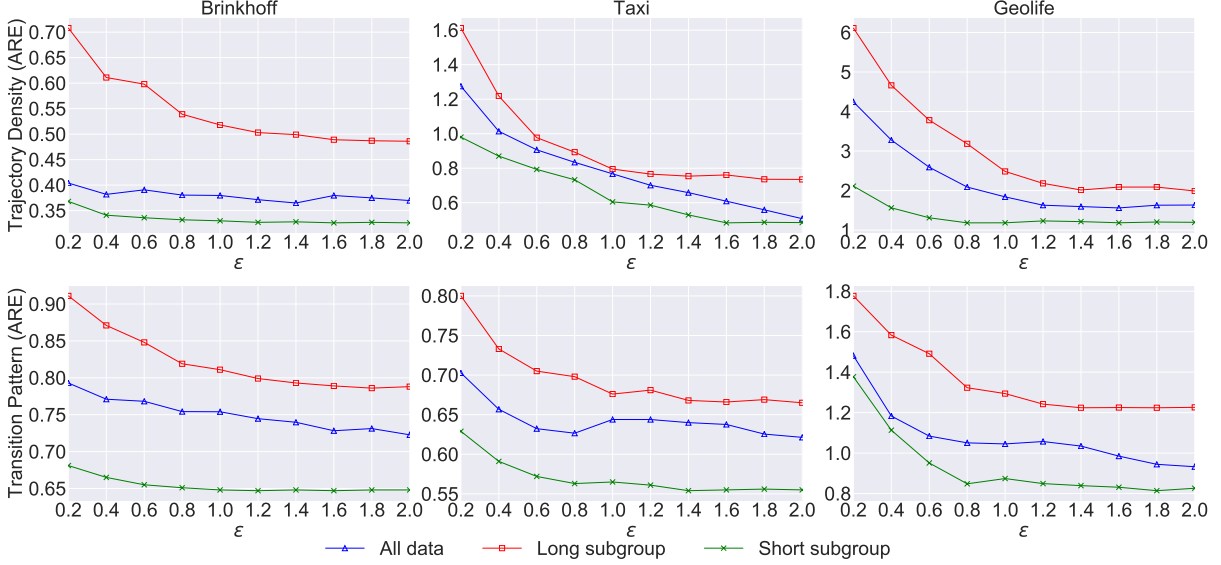 Brinkhoff Taxi Geolife
Trajectory Density (ARE)
0.70
0.65
0.60
0.55
0.50
0.45
0.40
0.35
0.2 0.4 0.6 0.8 1.0 1.2 1.4 1.6 1.8 2.0
ε
1.6
1.4
1.2
1.0
0.8
0.6
0.2 0.4 0.6 0.8 1.0 1.2 1.4 1.6 1.8 2.0
ε
6
5
4
3
2
1
0.2 0.4 0.6 0.8 1.0 1.2 1.4 1.6 1.8 2.0
ε
Transition Pattern (ARE)
0.90
0.85
0.80
0.75
0.70
0.65
0.2 0.4 0.6 0.8 1.0 1.2 1.4 1.6 1.8 2.0
ε
0.80
0.75
0.70
0.65
0.60
0.55
0.2 0.4 0.6 0.8 1.0 1.2 1.4 1.6 1.8 2.0
ε
1.8
1.6
1.4
1.2
1.0
0.8
0.2 0.4 0.6 0.8 1.0 1.2 1.4 1.6 1.8 2.0
ε
All data Long subgroup Short subgroup